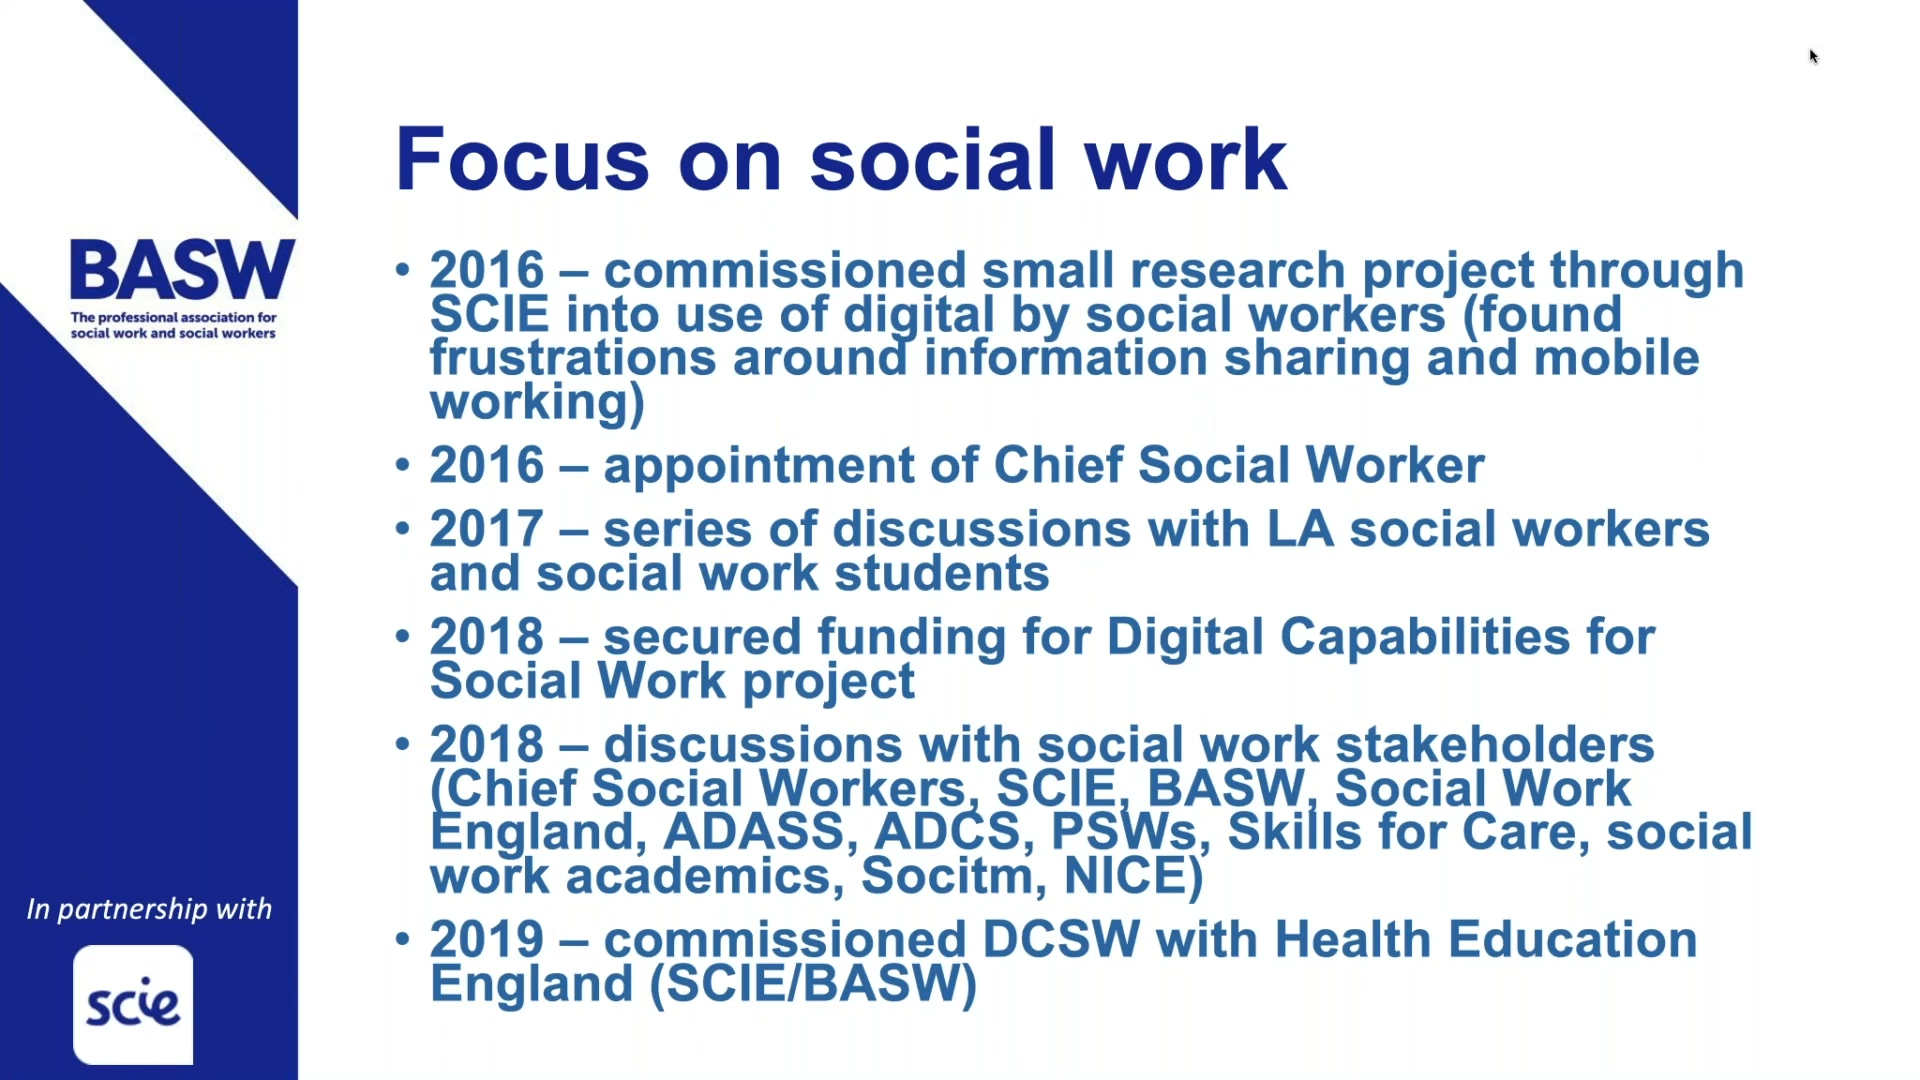 Focus on social work
BASW
The professional association for
social work and social workers
• 2016 – commissioned small research project through
SCIE into use of digital by social workers (found
frustrations around information sharing and mobile
working)
• 2016 – appointment of Chief Social Worker
• 2017 – series of discussions with LA social workers
and social work students
• 2018 – secured funding for Digital Capabilities for
Social Work project
• 2018 – discussions with social work stakeholders
(Chief Social Workers, SCIE, BASW, Social Work
England, ADASS, ADCS, PSWs, Skills for Care, social
work academics, Socitm, NICE)
• 2019 – commissioned DCSW with Health Education
England (SCIE/BASW)
In partnership with
scie